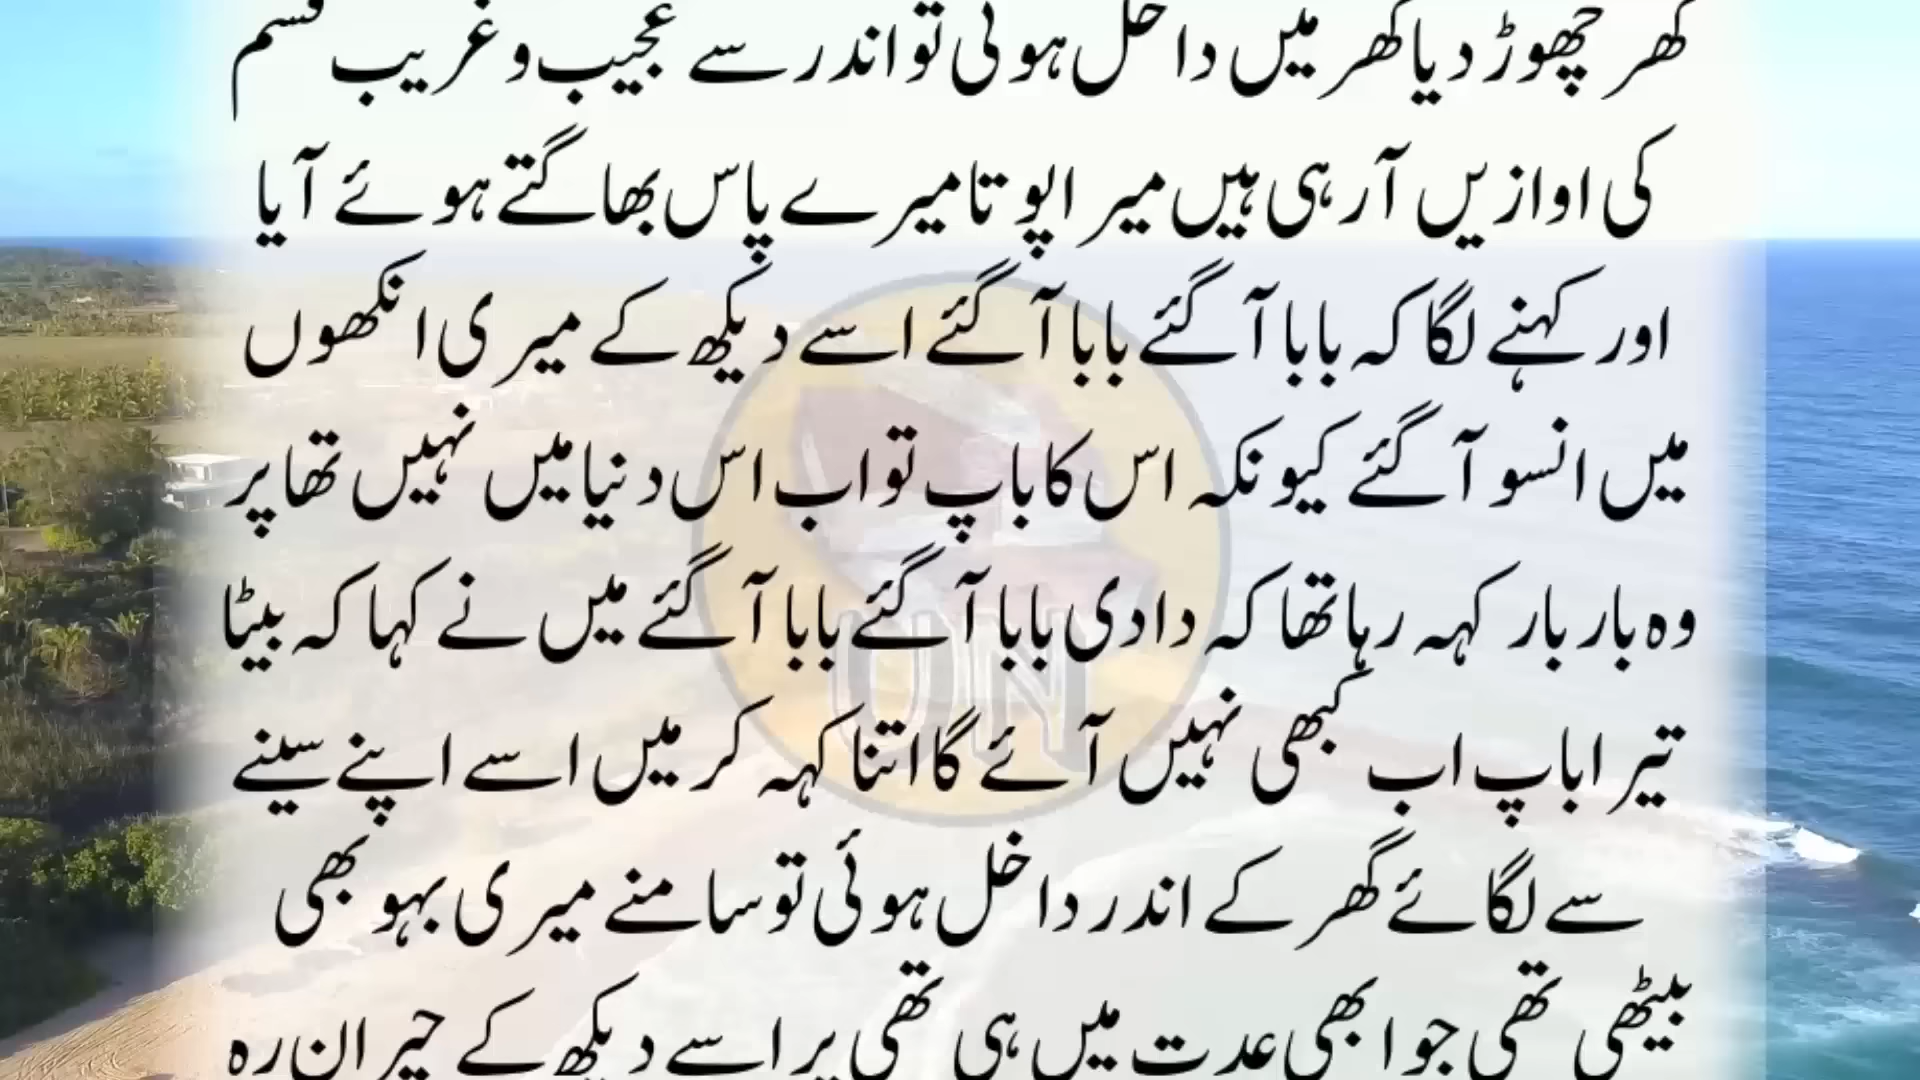 گھر چھوڑ دیا گھر میں داخل ہوئی تو اندر سے عجیب و غریب قسم
کی اوازیں آ رہی ہیں میرا پوتا میرے پاس بھاگتے ہوئے آیا
اور کہنے لگا کہ بابا آگئے بابا آگئے اسے دیکھ کے میری انکھوں
میں انسو آگئے کیونکہ اس کا باپ تو اب اس دنیا میں نہیں تھا پر
وہ بار بار کہہ رہا تھا کہ دادی بابا آگئے بابا آگئے میں نے کہا کہ بیٹا
تیرا باپ اب کبھی نہیں آئے گا اتنا کہہ کر میں اسے اپنے سینے
سے لگائے گھر کے اندر داخل ہوئی تو سامنے میری بہو بھی
بیٹھی تھی جو ابھی عدت میں ہی تھی پر اسے دیکھ کے حیران رہ
UN